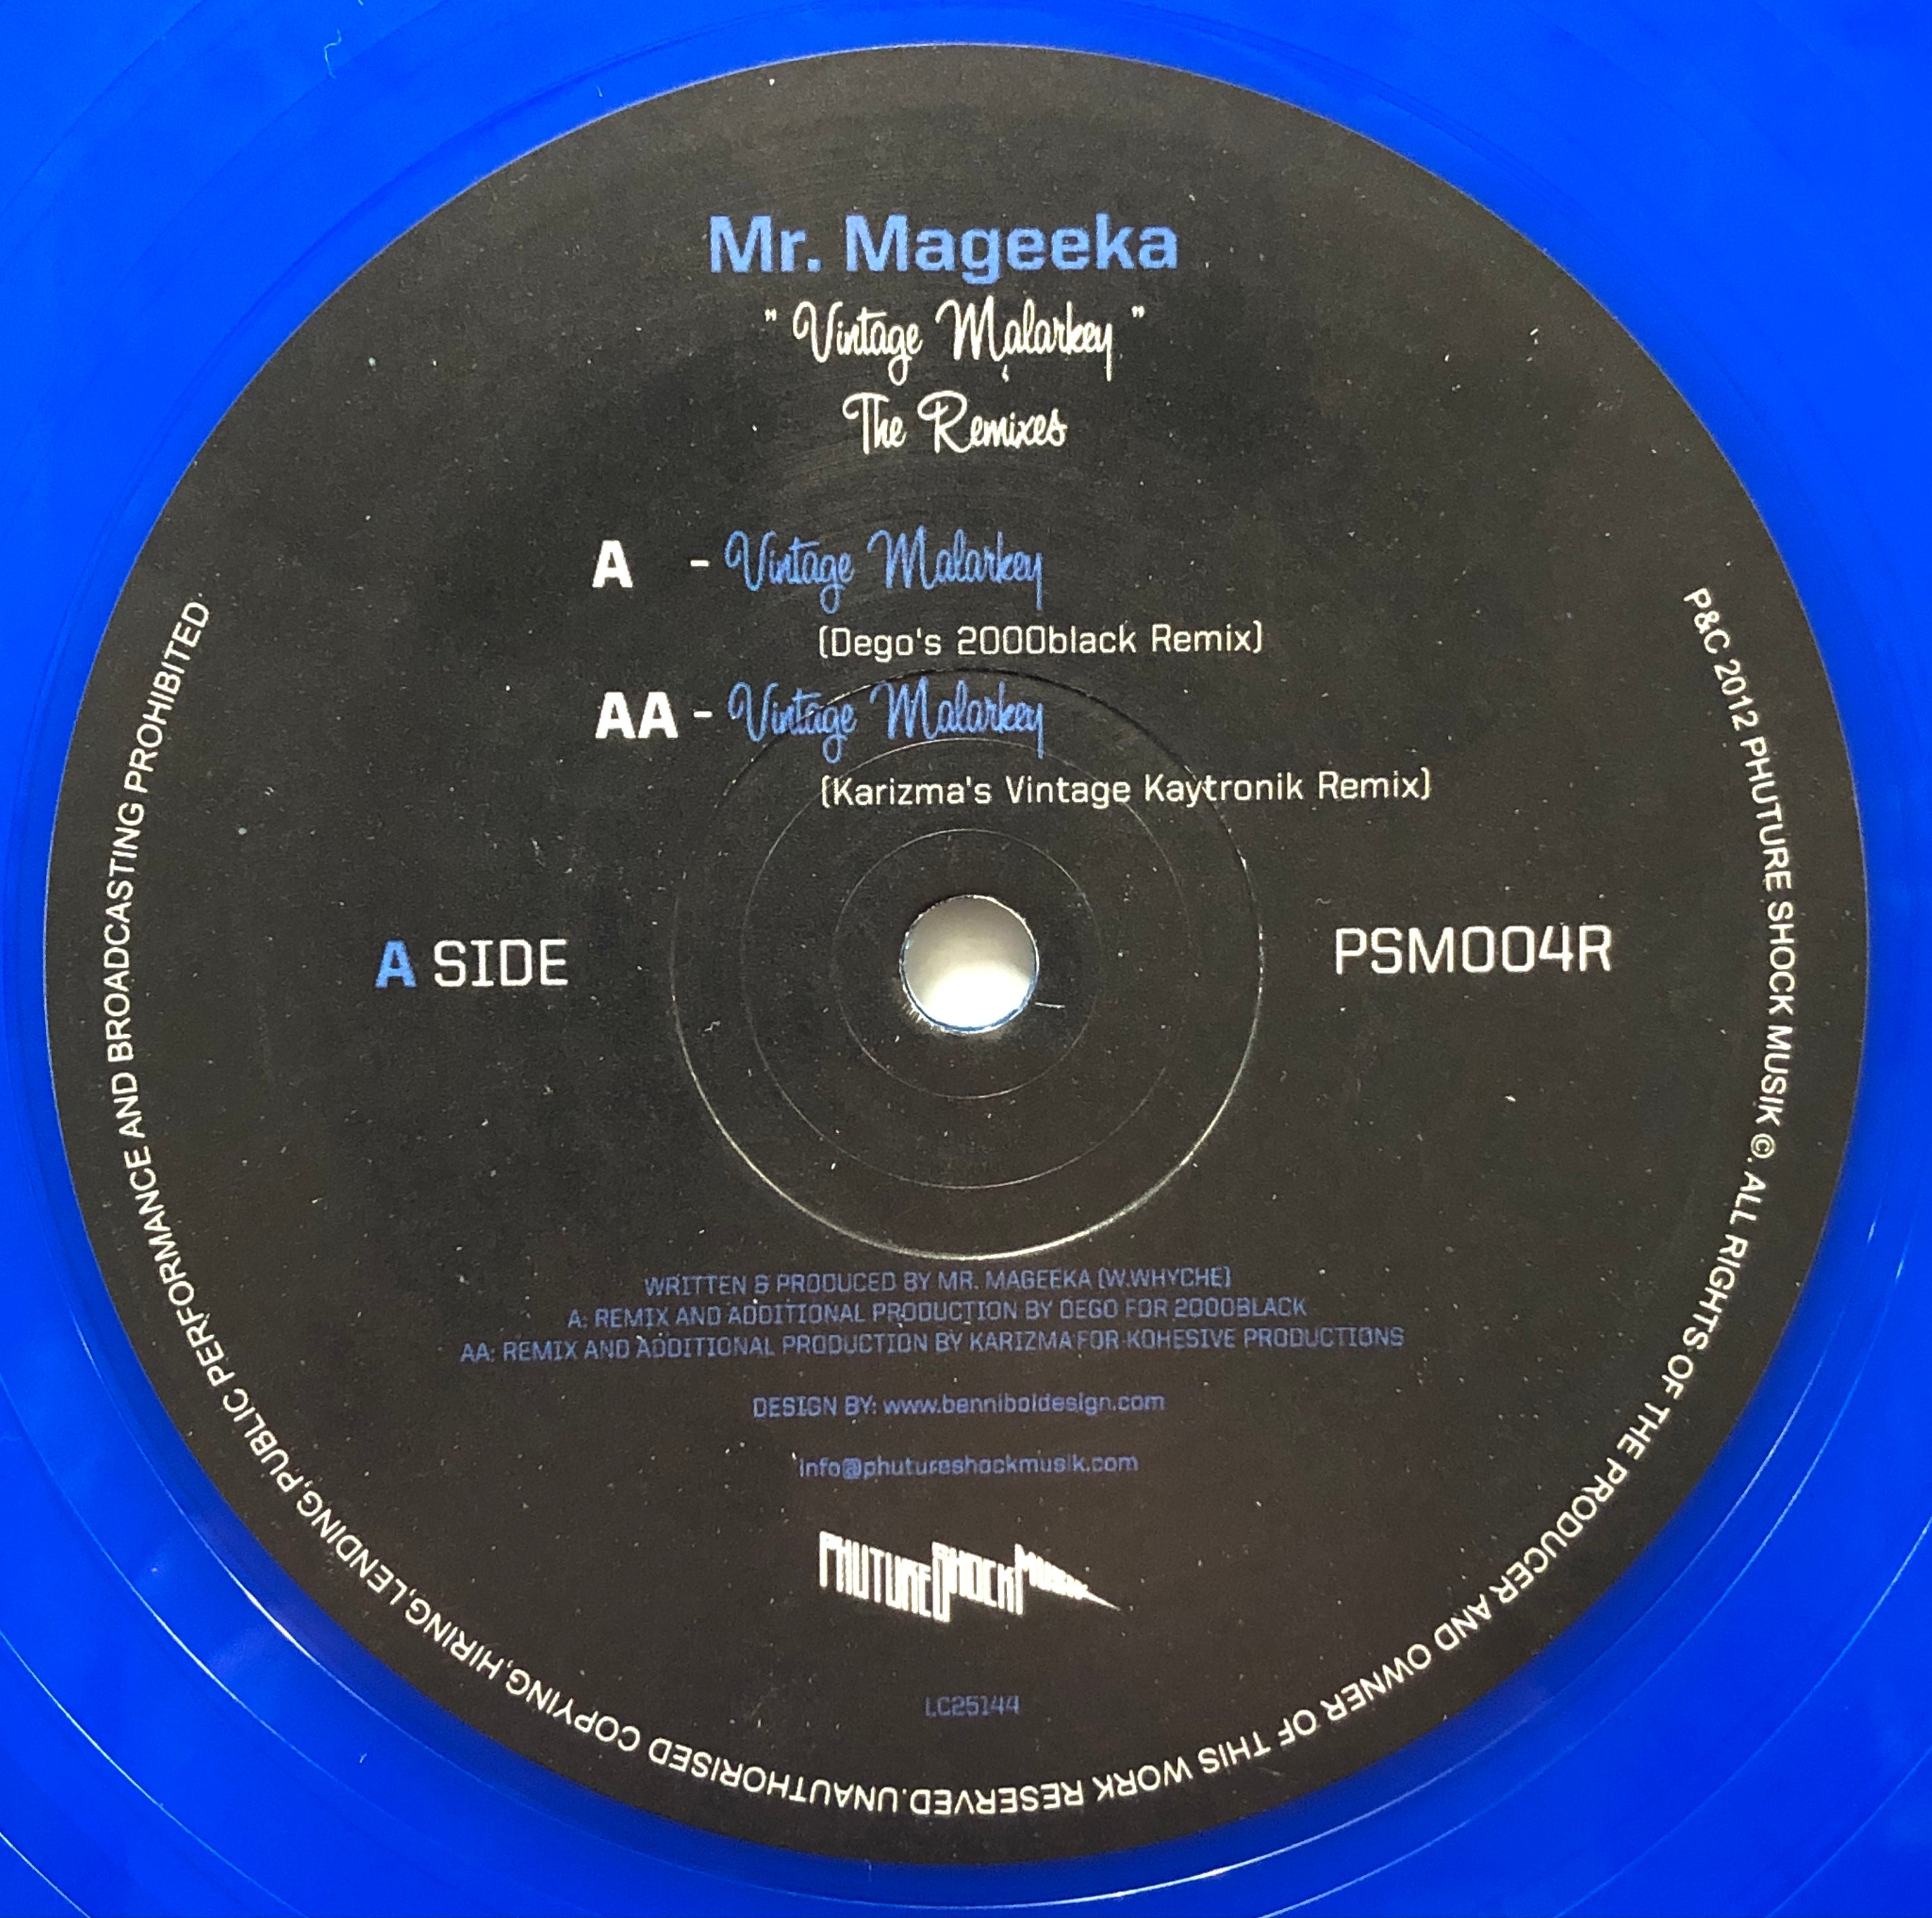 Mr. Mageeka
" Vintage Malarkey "
The Remixes
A - Vintage Malarkey
(Dego's 2000black Remix)
AA - Vintage Malarkey
(Karizma's Vintage Kaytronik Remix)
A SIDE
PSM004R
WRITTEN & PRODUCED BY MR. MAGEEKA (W.WHYCHE)
A: REMIX AND ADDITIONAL PRODUCTION BY DEGO FOR 2000BLACK
AA: REMIX AND ADDITIONAL PRODUCTION BY KARIZMA FOR KOHESIVE PRODUCTIONS
DESIGN BY: www.benniboldesign.com
info@phutureshockmusik.com
PHUTURESHOCKMUSIK
LC25144
P&C 2012 PHUTURE SHOCK MUSIK ©. ALL RIGHTS OF THE PRODUCER AND OWNER OF THIS WORK RESERVED.UNAUTHORISED COPYING,HIRING,LENDING,PUBLIC PERFORMANCE AND BROADCASTING PROHIBITED